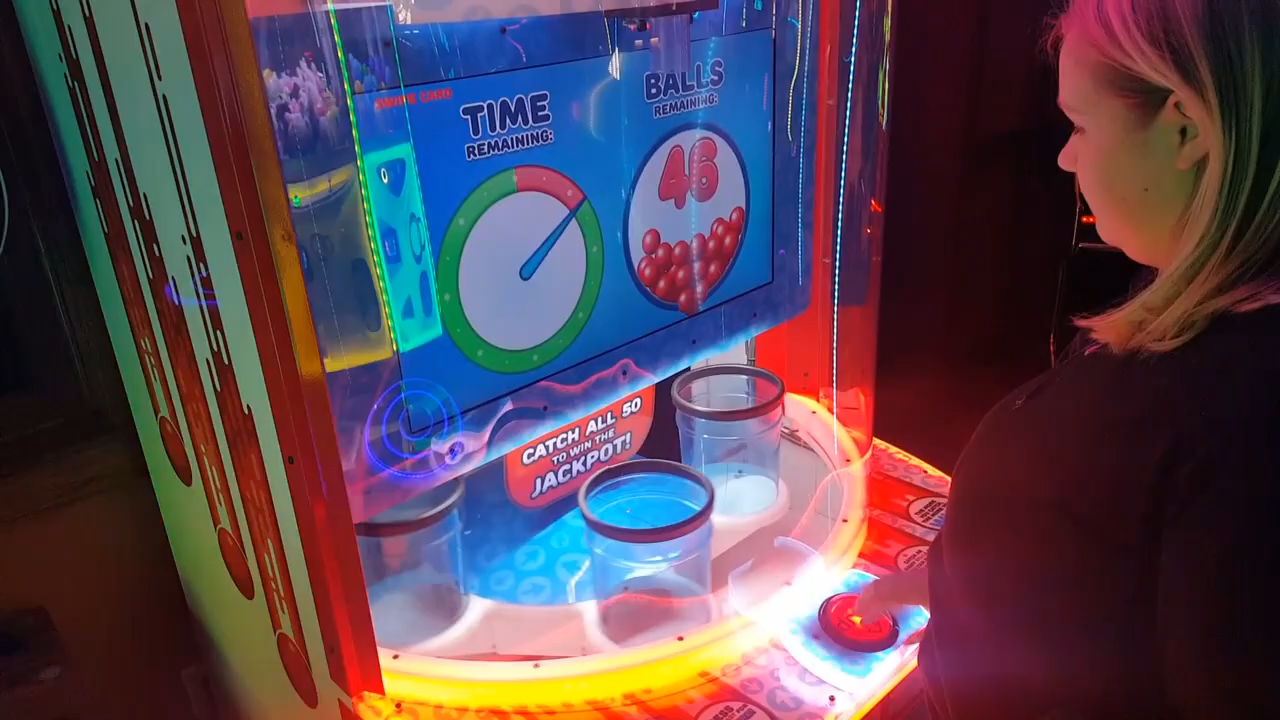 SWIPE CARD
TIME
REMAINING:
BALLS
REMAINING:
46
CATCH ALL 50
TO WIN THE
JACKPOT!